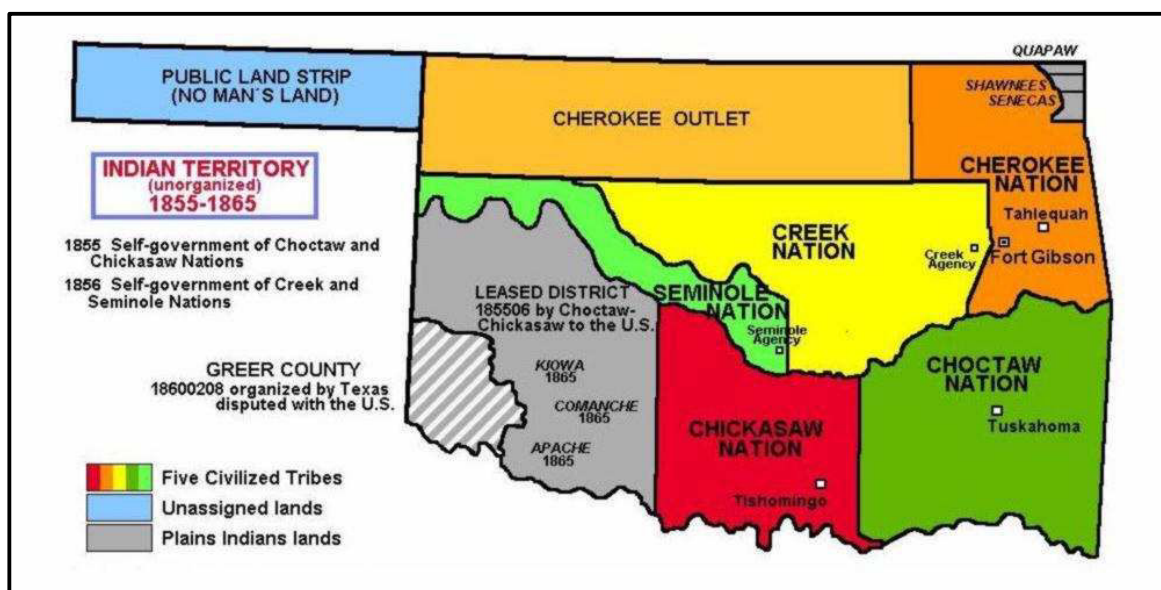 QUAPAW
PUBLIC LAND STRIP
(NO MAN´S LAND)
SHAWNEES
SENECAS
CHEROKEE OUTLET
INDIAN TERRITORY
(unorganized)
1855-1865
CHEROKEE
NATION
Tahlequah
Fort Gibson
1855 Self-government of Choctaw and
Chickasaw Nations
1856 Self-government of Creek and
Seminole Nations
CREEK
NATION
Creek
Agency
LEASED DISTRICT
185506 by Choctaw-
Chickasaw to the U.S.
SEMINOLE
NATION
Seminole
Agency
GREER COUNTY
18600208 organized by Texas
disputed with the U.S.
KIOWA
1865
COMANCHE
1865
APACHE
1865
CHOCTAW
NATION
Tuskahoma
CHICKASAW
NATION
Tishomingo
Five Civilized Tribes
Unassigned lands
Plains Indians lands